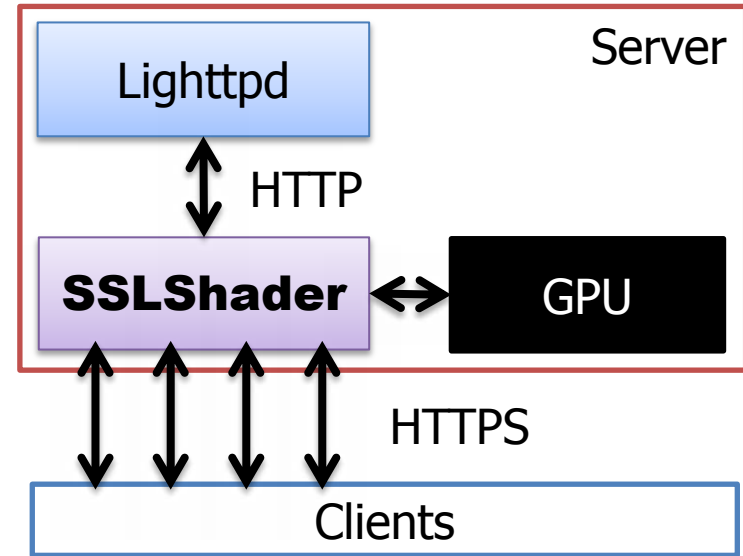 Server
Lighttpd
HTTP
SSLShader
GPU
HTTPS
Clients